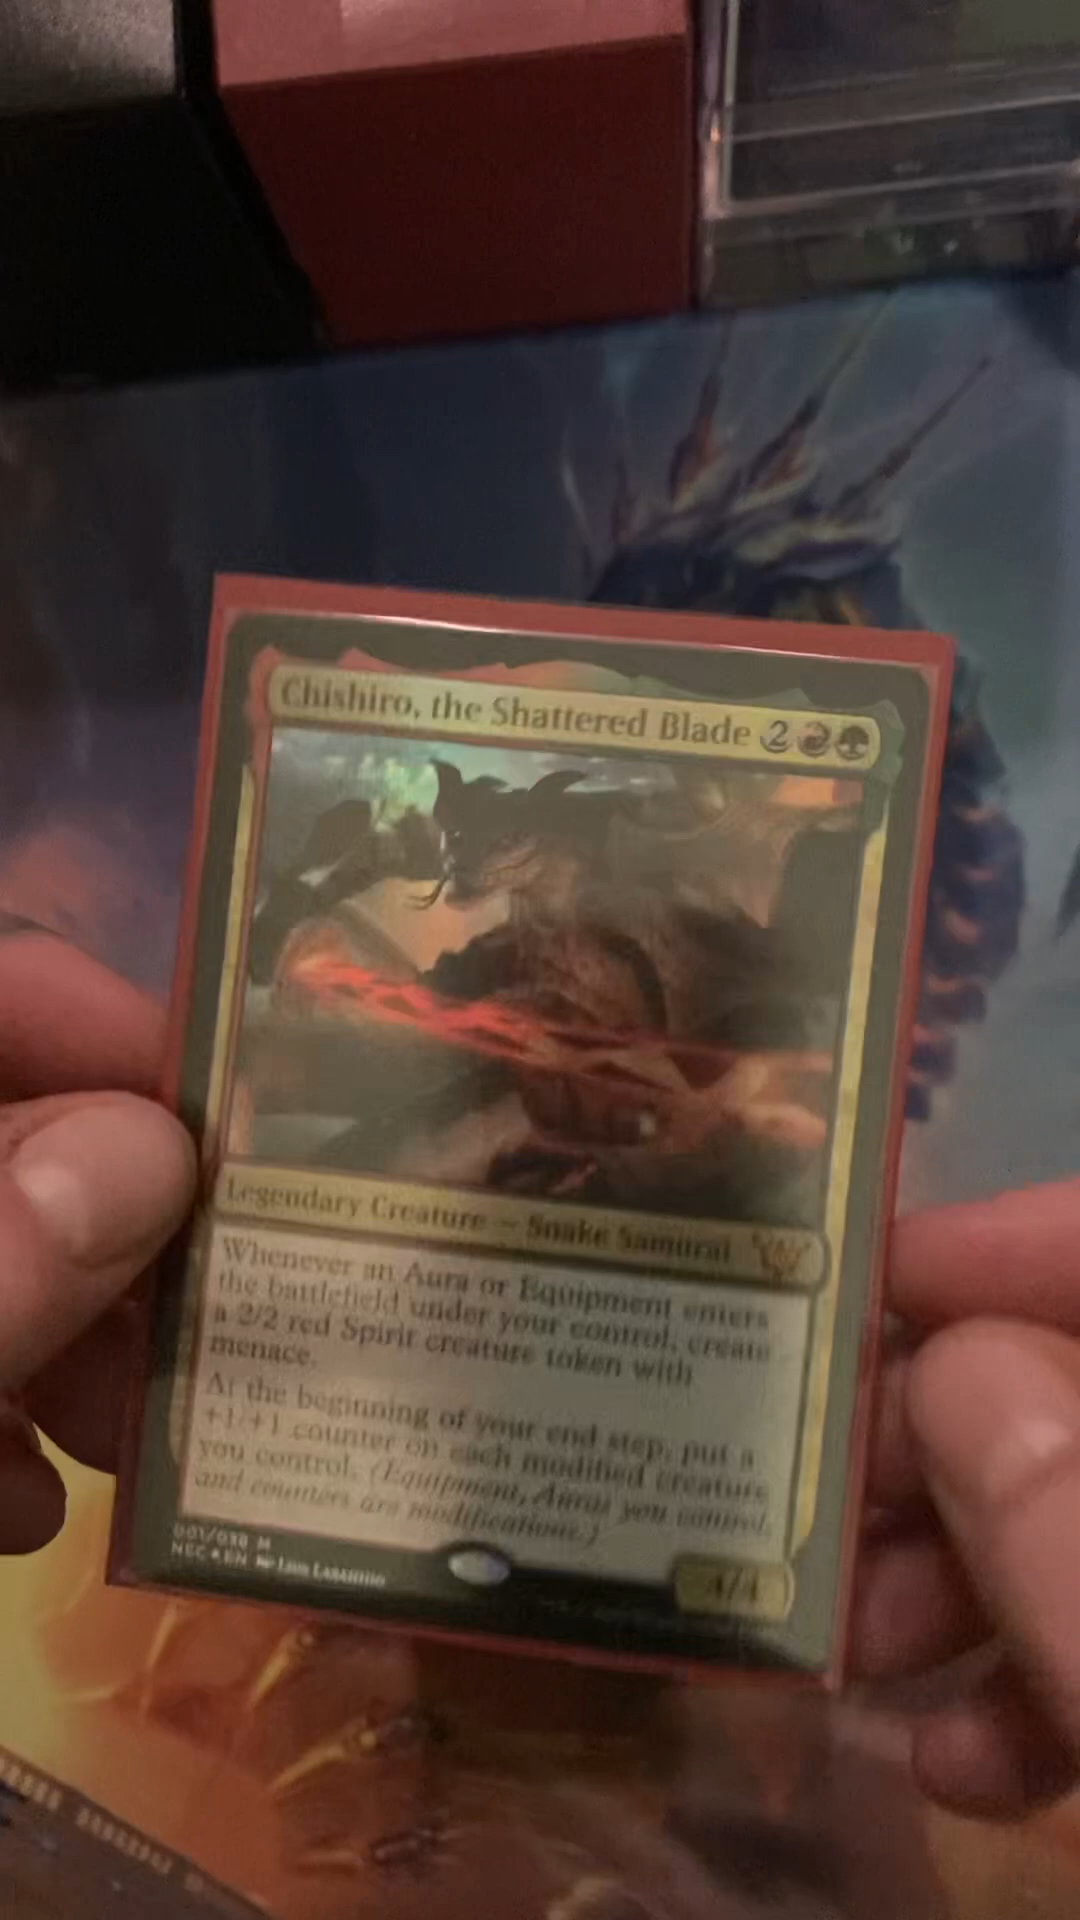 Chishiro, the Shattered Blade 2
Legendary Creature – Snake Samurai
Whenever an Aura or Equipment enters
the battlefield under your control, create
a 2/2 red Spirit creature token with
menace.
At the beginning of your end step, put a
+1/+1 counter on each modified creature
you control. (Equipment, Auras you control,
and counters are modifications.)
001/038 M
NEC EN
4/4